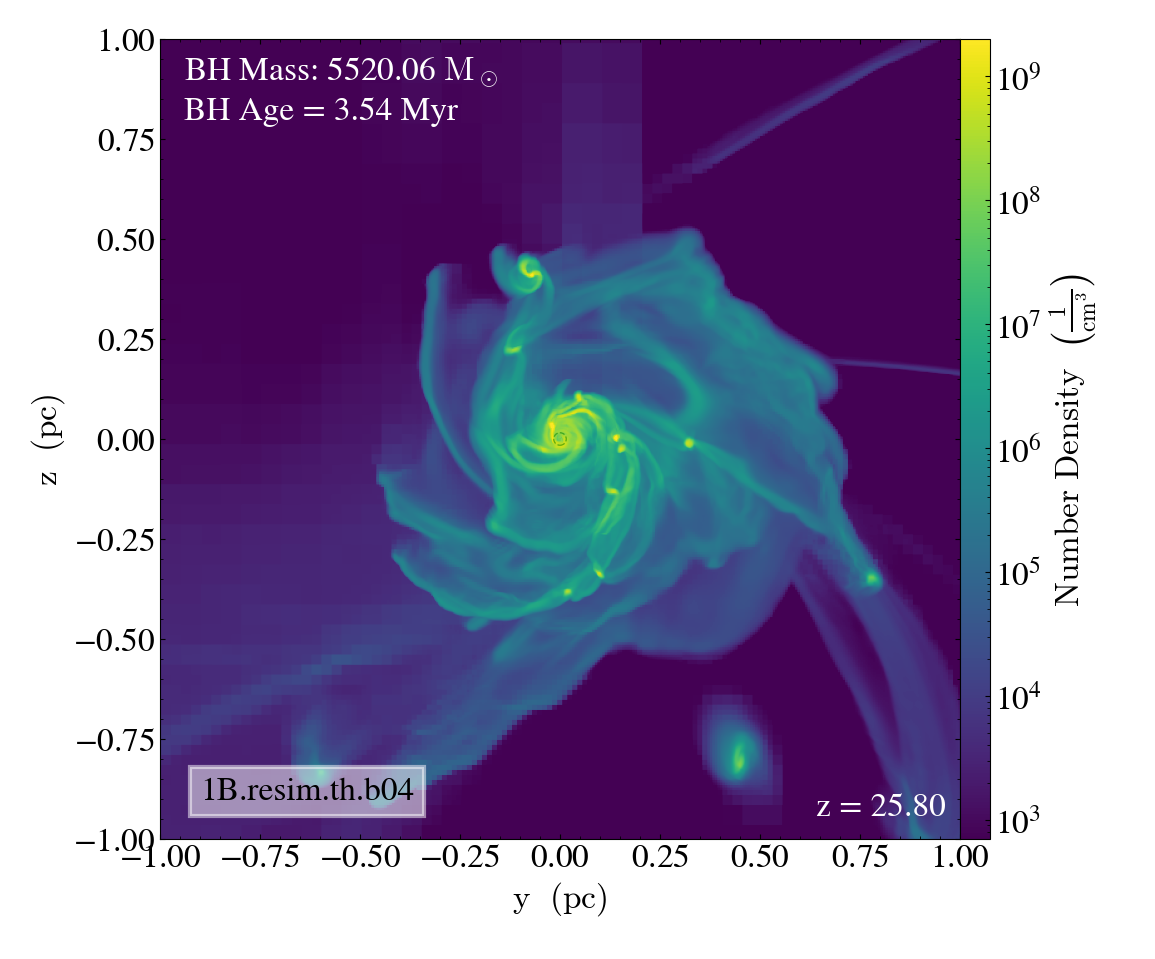 BH Mass: 5520.06 M⊙
BH Age = 3.54 Myr
1.00
0.75
0.50
0.25
0.00
−0.25
−0.50
−0.75
−1.00
z (pc)
1B.resim.th.b04
z = 25.80
−1.00 −0.75 −0.50 −0.25 0.00 0.25 0.50 0.75 1.00
y (pc)
10⁹
10⁸
10⁷
10⁶
10⁵
10⁴
10³
Number Density (1/cm³)